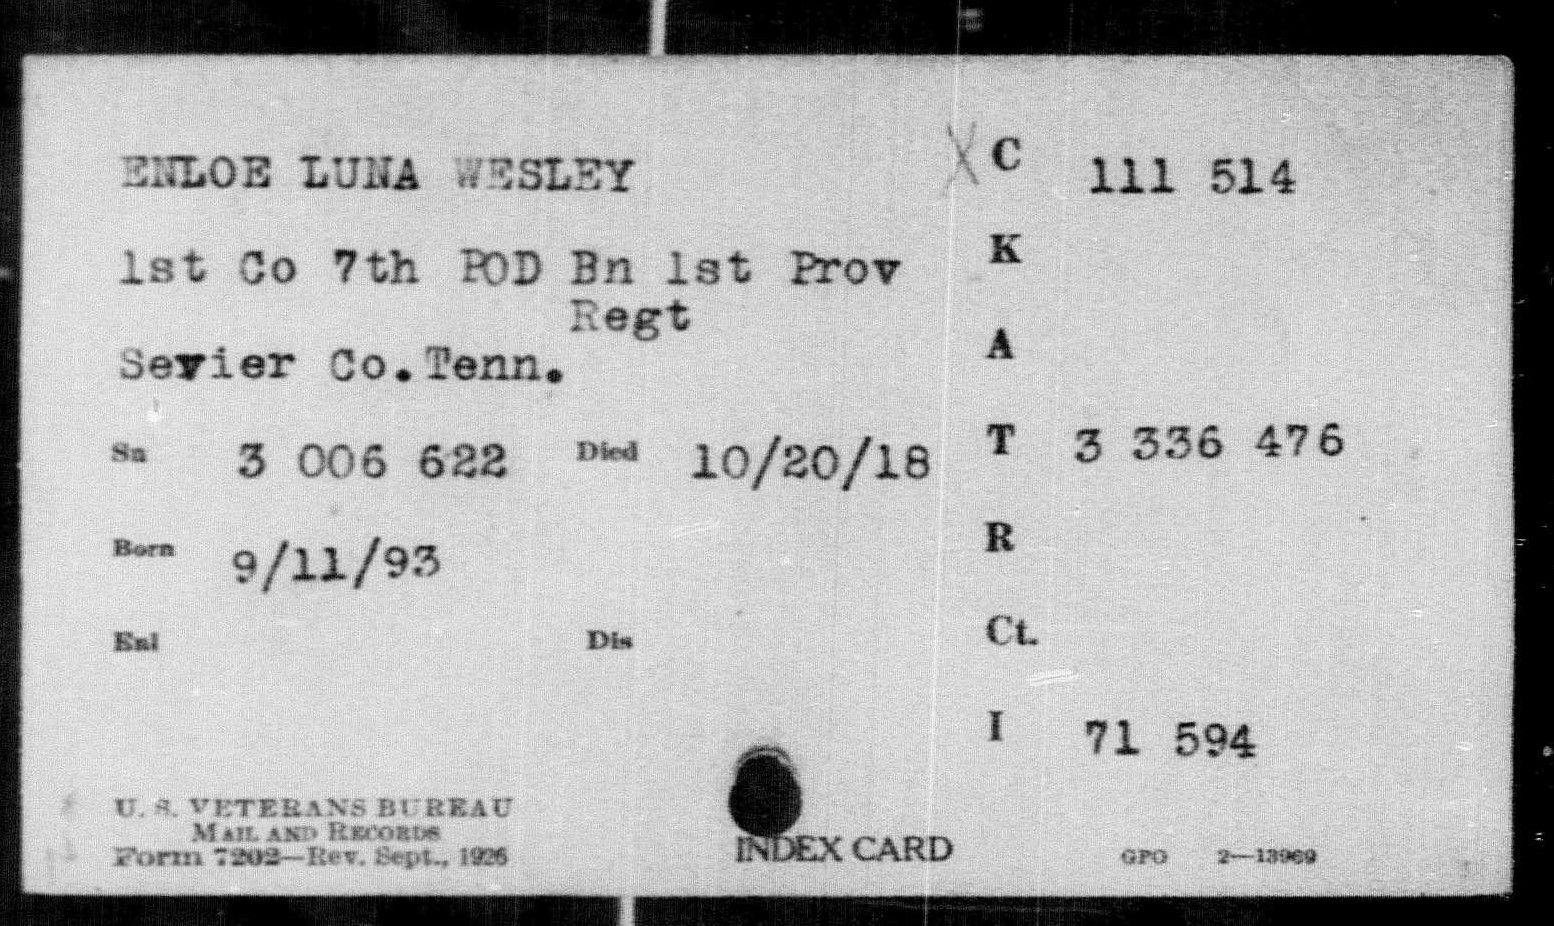 ENLOE LUNA WESLEY X C 111 514
1st Co 7th POD Bn 1st Prov K
Regt
Sevier Co. Tenn. A
Sn 3 006 622 Died 10/20/18 T 3 336 476
Born 9/11/93 R
Enl Dis Ct.
I 71 594
U. S. VETERANS BUREAU
MAIL AND RECORDS
Form 7202—Rev. Sept., 1926 INDEX CARD GPO 2—13969